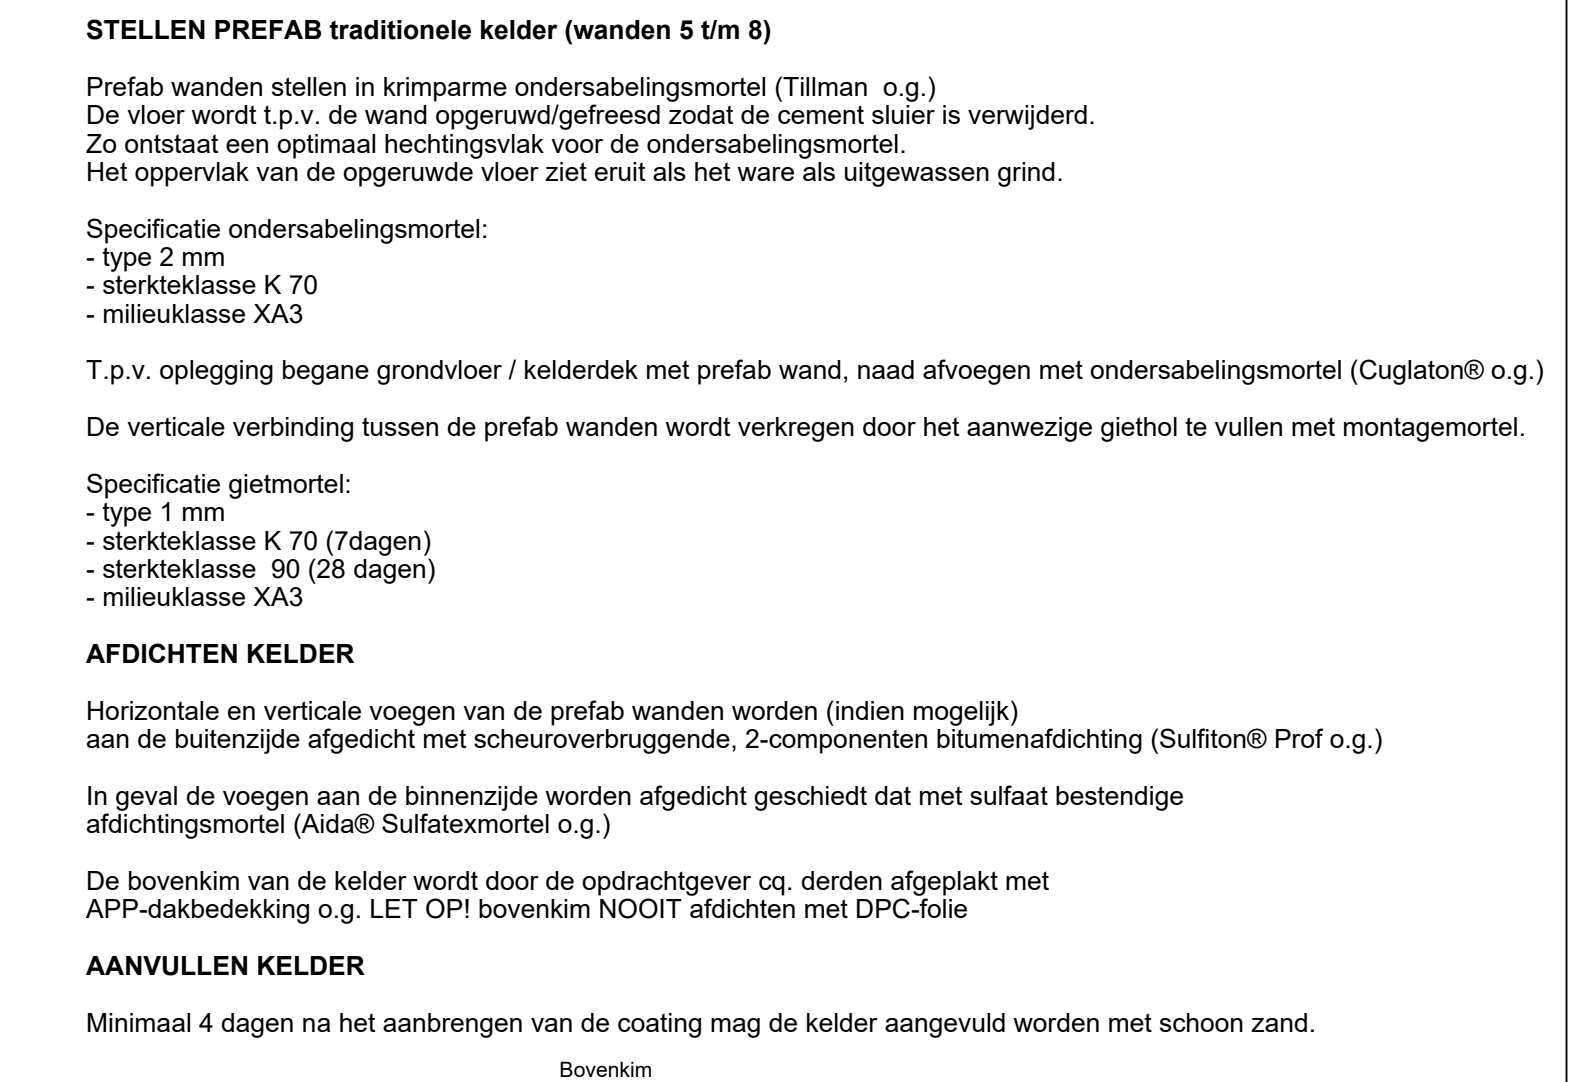 STELLEN PREFAB traditionele kelder (wanden 5 t/m 8)
Prefab wanden stellen in krimparme ondersabelingsmortel (Tillman  o.g.)
De vloer wordt t.p.v. de wand opgeruwd/gefreesd zodat de cement sluier is verwijderd.
Zo ontstaat een optimaal hechtingsvlak voor de ondersabelingsmortel.
Het oppervlak van de opgeruwde vloer ziet eruit als het ware als uitgewassen grind.
Specificatie ondersabelingsmortel:
- type 2 mm
- sterkteklasse K 70
- milieuklasse XA3
T.p.v. oplegging begane grondvloer / kelderdek met prefab wand, naad afvoegen met ondersabelingsmortel (Cuglaton® o.g.)
De verticale verbinding tussen de prefab wanden wordt verkregen door het aanwezige giethol te vullen met montagemortel.
Specificatie gietmortel:
- type 1 mm
- sterkteklasse K 70 (7dagen)
- sterkteklasse  90 (28 dagen)
- milieuklasse XA3
AFDICHTEN KELDER
Horizontale en verticale voegen van de prefab wanden worden (indien mogelijk)
aan de buitenzijde afgedicht met scheuroverbruggende, 2-componenten bitumenafdichting (Sulfiton® Prof o.g.)
In geval de voegen aan de binnenzijde worden afgedicht geschiedt dat met sulfaat bestendige
afdichtingsmortel (Aida® Sulfatexmortel o.g.)
De bovenkim van de kelder wordt door de opdrachtgever cq. derden afgeplakt met
APP-dakbedekking o.g. LET OP! bovenkim NOOIT afdichten met DPC-folie
AANVULLEN KELDER
Minimaal 4 dagen na het aanbrengen van de coating mag de kelder aangevuld worden met schoon zand.
Bovenkim